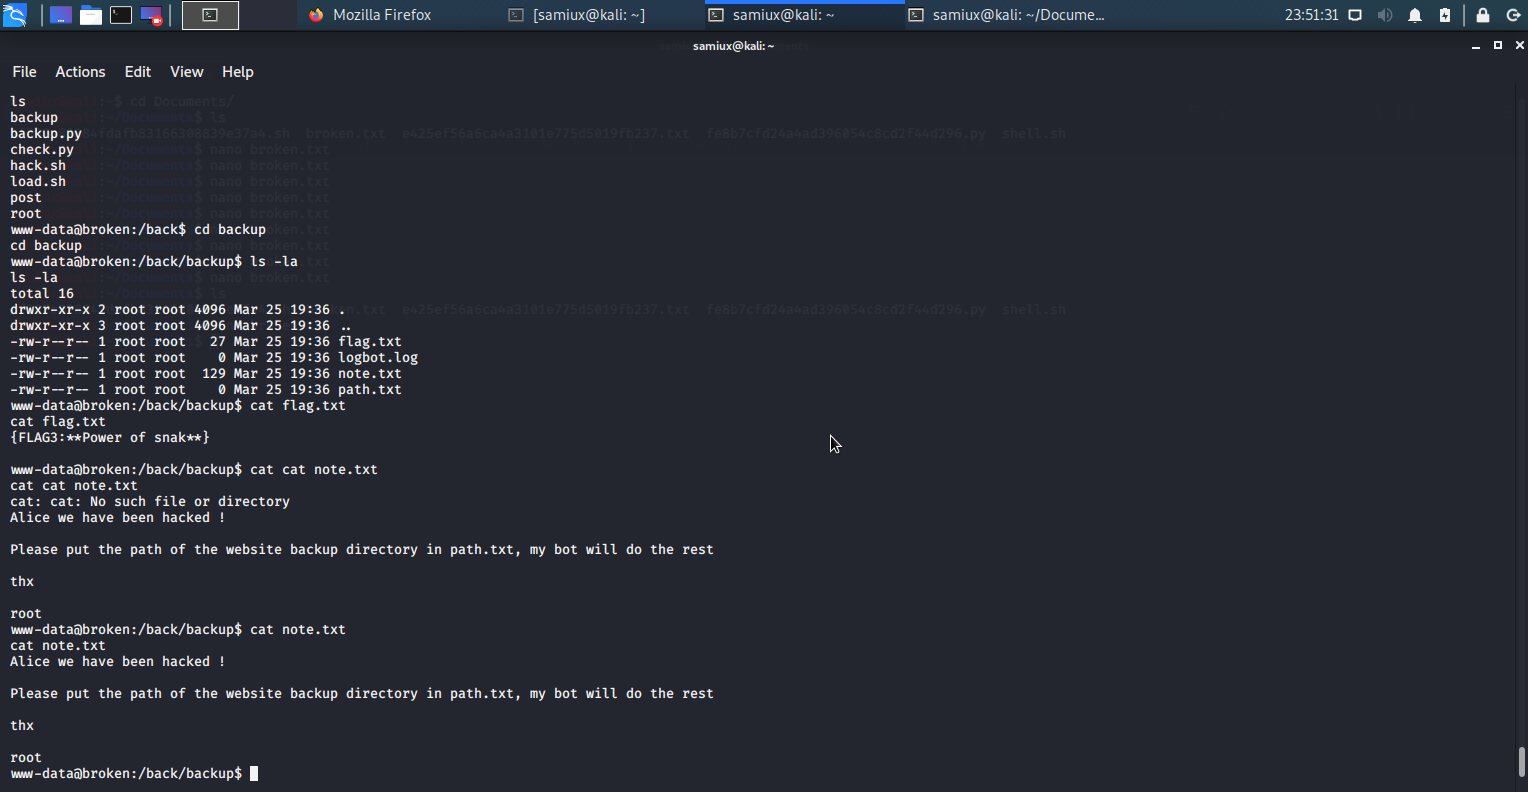 Mozilla Firefox
[samiux@kali: ~]
samiux@kali: ~
samiux@kali: ~/Docume...
23:51:31
samiux@kali: ~
File Actions Edit View Help
ls
backup
backup.py
check.py
hack.sh
load.sh
post
root
www-data@broken:/back$ cd backup
cd backup
www-data@broken:/back/backup$ ls -la
ls -la
total 16
drwxr-xr-x 2 root root 4096 Mar 25 19:36 .
drwxr-xr-x 3 root root 4096 Mar 25 19:36 ..
-rw-r--r-- 1 root root   27 Mar 25 19:36 flag.txt
-rw-r--r-- 1 root root    0 Mar 25 19:36 logbot.log
-rw-r--r-- 1 root root  129 Mar 25 19:36 note.txt
-rw-r--r-- 1 root root    0 Mar 25 19:36 path.txt
www-data@broken:/back/backup$ cat flag.txt
cat flag.txt
{FLAG3:**Power of snak**}
www-data@broken:/back/backup$ cat cat note.txt
cat cat note.txt
cat: cat: No such file or directory
Alice we have been hacked !
Please put the path of the website backup directory in path.txt, my bot will do the rest
thx
root
www-data@broken:/back/backup$ cat note.txt
cat note.txt
Alice we have been hacked !
Please put the path of the website backup directory in path.txt, my bot will do the rest
thx
root
www-data@broken:/back/backup$